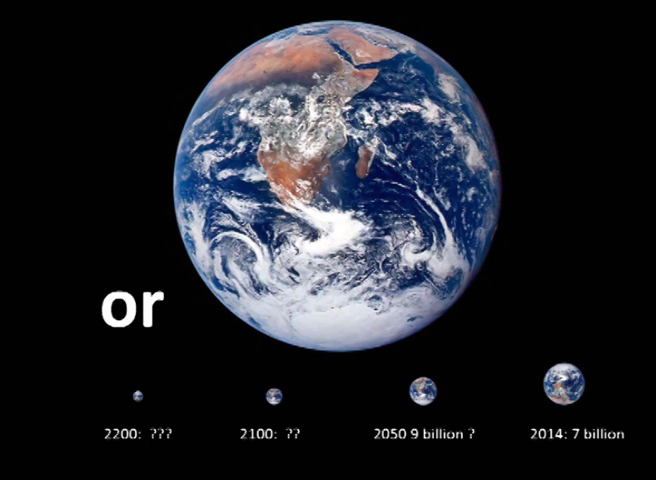 or
2200: ???
2100: ??
2050 9 billion ?
2014: 7 billion